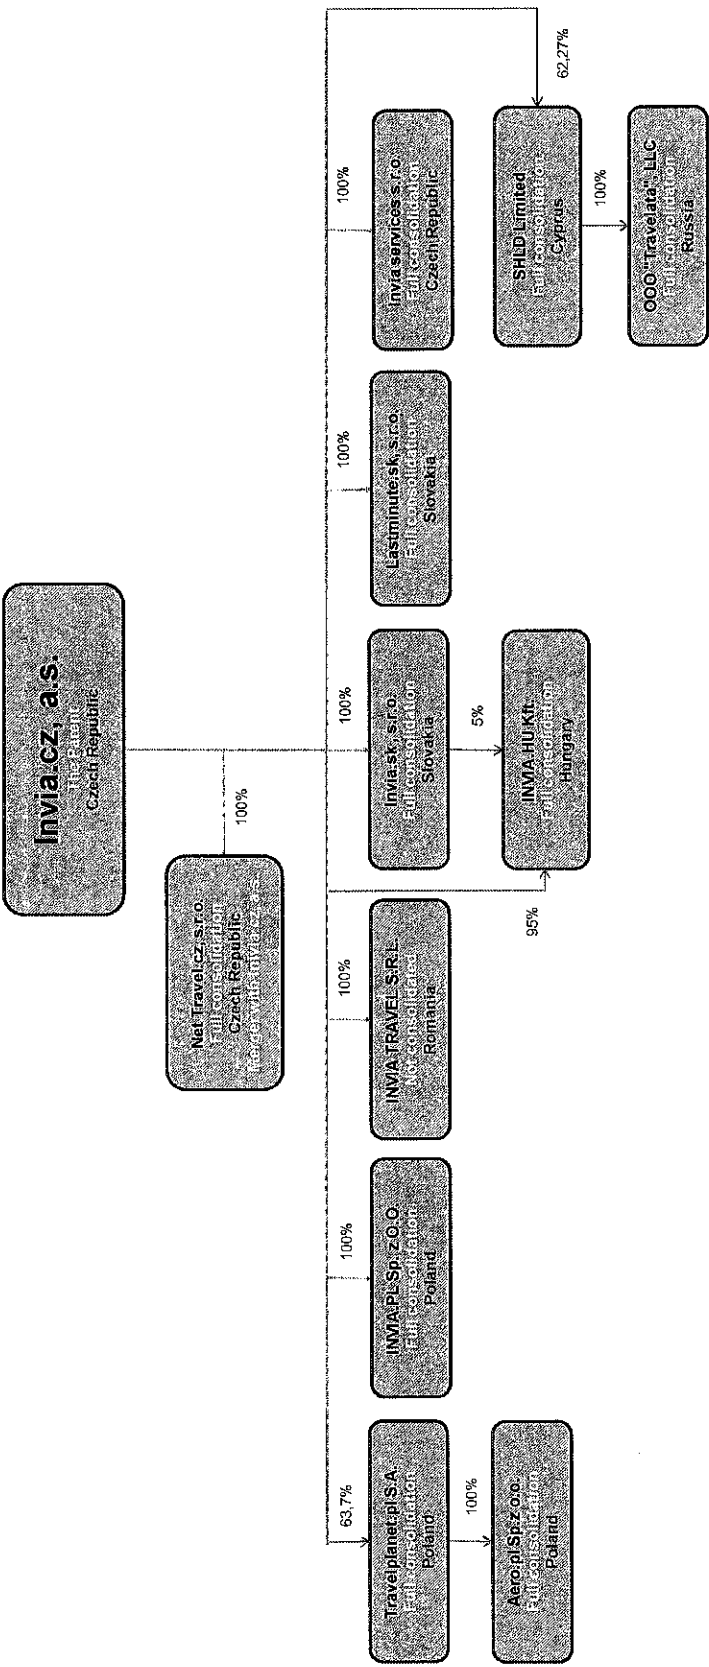 Invia.cz, a.s.
The Parent
Czech Republic
Net Travel.cz, s.r.o.
Full consolidation
Czech Republic
Merger with Invia.cz, a.s.
100%
63,7%
100%
100%
95%
100%
100%
100%
62,27%
Travelplanet.pl S.A.
Full consolidation
Poland
INVIA.PL Sp. z O.O.
Full consolidation
Poland
INVIA TRAVEL S.R.L.
Not consolidated
Romania
Invia.sk, s.r.o.
Full consolidation
Slovakia
Lastminute.sk, s.r.o.
Full consolidation
Slovakia
Invia services s.r.o.
Full consolidation
Czech Republic
100%
5%
Aero.pl Sp. z o.o.
Full consolidation
Poland
INVIA.HU Kft.
Full consolidation
Hungary
SHLD Limited
Full consolidation
Cyprus
100%
OOO "Travelata", LLC
Full consolidation
Russia